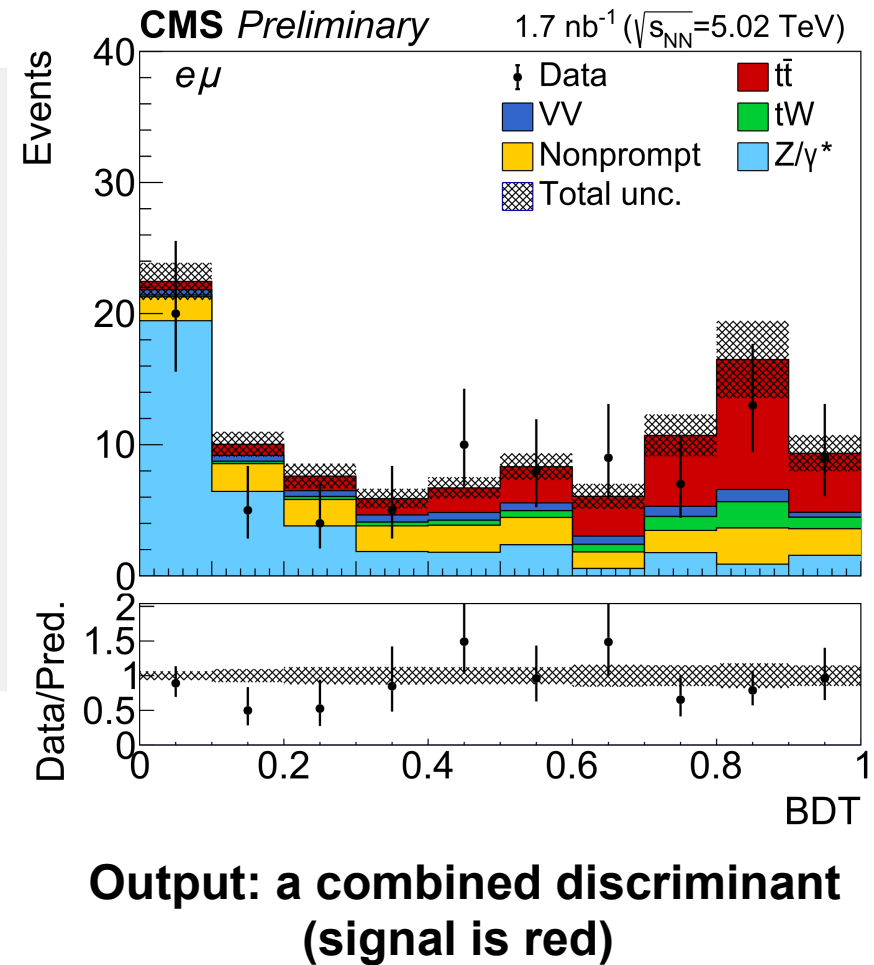 CMS Preliminary 1.7 nb⁻¹ (√sNN=5.02 TeV)
Events
40
30
20
10
0
eμ
Data
tt̄
VV
tW
Nonprompt
Z/γ*
Total unc.
Data/Pred.
2
1.5
1
0.5
0
0 0.2 0.4 0.6 0.8 1
BDT
Output: a combined discriminant
(signal is red)